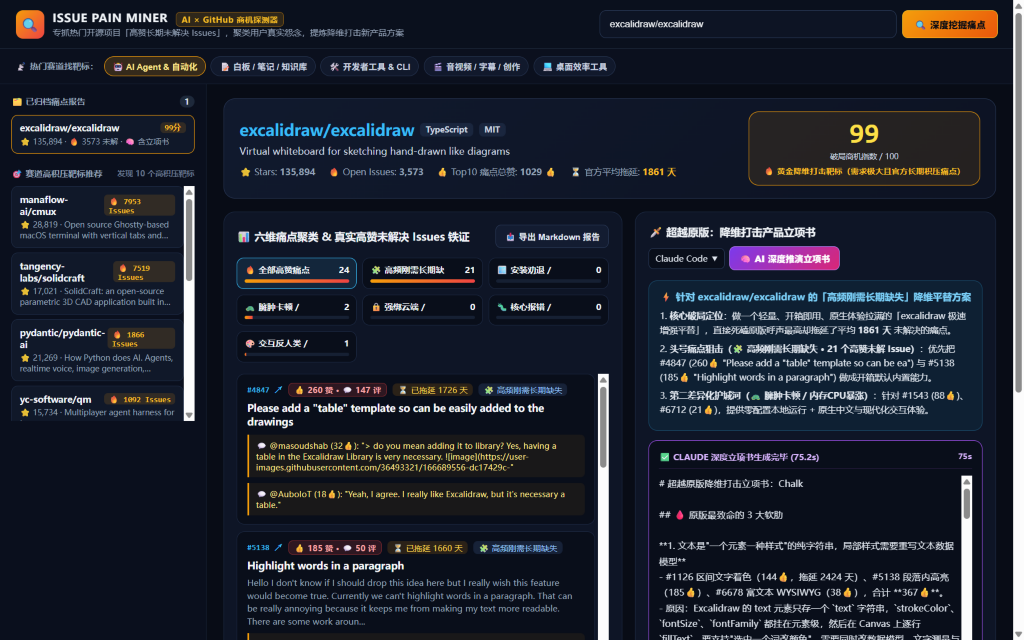 ISSUE PAIN MINER
AI × GitHub 商机探测器
专抓热门开源项目「高赞长期未解决 Issues」，聚类用户真实怨念，提炼降维打击新产品方案
excalidraw/excalidraw
🔍 深度挖掘痛点
热门赛道找靶标：
AI Agent & 自动化
白板 / 笔记 / 知识库
开发者工具 & CLI
音视频 / 字幕 / 创作
桌面效率工具
已归档痛点报告
1
excalidraw/excalidraw
99分
⭐ 135,894 · 🔥 3573 未解 · 🧠 含立项书
赛道高积压靶标推荐
发现 10 个高积压靶标
manaflow-ai/cmux
🔥 7953 Issues
⭐ 28,819 · Open source Ghostty-based macOS terminal with vertical tabs and...
tangency-labs/solidcraft
🔥 7519 Issues
⭐ 17,021 · SolidCraft: an open-source parametric 3D CAD application built in...
pydantic/pydantic-ai
🔥 1866 Issues
⭐ 21,269 · How Python does AI. Agents, realtime voice, image generation,...
yc-software/qm
🔥 1092 Issues
⭐ 15,734 · Multiplayer agent harness for
excalidraw/excalidraw
TypeScript
MIT
Virtual whiteboard for sketching hand-drawn like diagrams
⭐ Stars: 135,894
🔥 Open Issues: 3,573
👍 Top10 痛点总赞: 1029 👍
⏳ 官方平均拖延: 1861 天
99
破局商机指数 / 100
🔥 黄金降维打击靶标（需求极大且官方长期积压痛点）
📊 六维痛点聚类 & 真实高赞未解决 Issues 铁证
导出 Markdown 报告
🔥 全部高赞痛点 24
🧩 高频刚需长期缺 21
安装劝退 / 0
臃肿卡顿 / 2
🔒 强绑云端 / 0
核心报错 / 0
🎨 交互反人类 / 1
#4847 ↗
👍 260 赞 · 💬 147 评
⏳ 已拖延 1726 天
🧩 高频刚需长期缺失
Please add a "table" template so can be easily added to the drawings
💬 @masoudshab (32👍): "> do you mean adding it to library? Yes, having a table in the Excalidraw Library is very necessary. ![image](https://user-images.githubusercontent.com/36493321/166689556-dc17429c-"
💬 @AuboloT (18👍): "Yeah, I agree. I really like Excalidraw, but it's necessary a table."
#5138 ↗
👍 185 赞 · 💬 50 评
⏳ 已拖延 1660 天
🧩 高频刚需长期缺失
Highlight words in a paragraph
Hello I don't know if I should drop this idea here but I really wish this feature would become true. Currently we can't highlight words in a paragraph. That can be really annoying because it keeps me from making my text more readable. There are some work aroun...
超越原版：降维打击产品立项书
Claude Code ▾
🧠 AI 深度推演立项书
⚡ 针对 excalidraw/excalidraw 的「高频刚需长期缺失」降维平替方案
1. 核心破局定位：做一个轻量、开箱即用、原生体验拉满的「excalidraw 极速增强平替」，直接死磕原版呼声最高却拖延了平均 1861 天 未解决的痛点。
2. 头号痛点狙击（🧩 高频刚需长期缺失 · 21 个高赞未解 Issue）：优先把 #4847 (260👍 "Please add a "table" template so can be easily added to the drawings ea") 与 #5138 (185👍 "Highlight words in a paragraph") 做成开箱默认内置能力。
3. 第二差异化护城河（臃肿卡顿 / 内存CPU暴涨）：针对 #1543 (88👍)、#6712 (21👍)，提供零配置本地运行 + 原生中文与现代化交互体验。
✅ CLAUDE 深度立项书生成完毕 (75.2s)
75s
# 超越原版降维打击立项书：Chalk
## 🩸 原版最致命的 3 大软肋
**1. 文本是"一个元素一种样式"的纯字符串，局部样式需要重写文本数据模型**
- #1126 区间文字着色（144👍，拖延 2424 天）、#5138 段落内高亮（185👍）、#6678 富文本 WYSIWYG（38👍），合计 **367👍**。
- 原因：Excalidraw 的 text 元素只存一个 `text` 字符串，`strokeColor`、`fontSize`、`fontFamily` 都挂在元素级，然后在 Canvas 上逐行